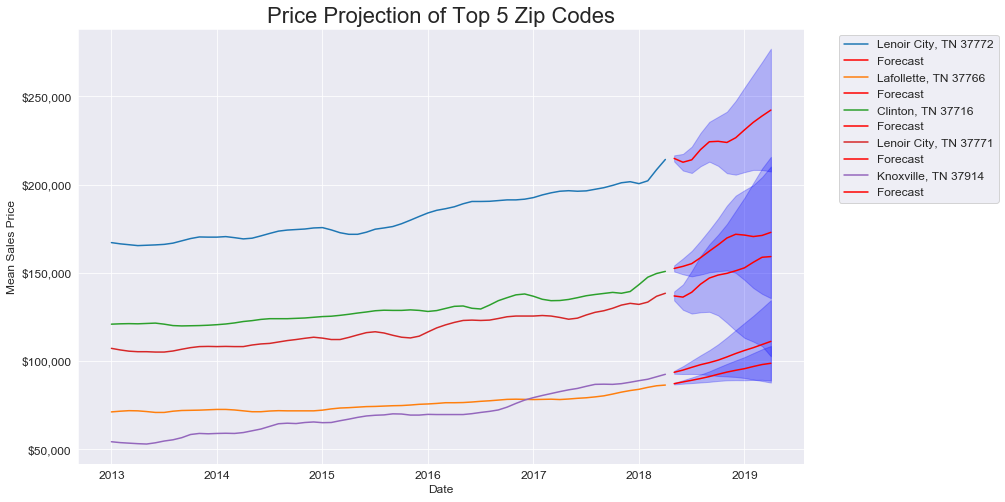 Price Projection of Top 5 Zip Codes
Mean Sales Price
$250,000
$200,000
$150,000
$100,000
$50,000
2013 2014 2015 2016 2017 2018 2019
Date
Lenoir City, TN 37772
Forecast
Lafollette, TN 37766
Forecast
Clinton, TN 37716
Forecast
Lenoir City, TN 37771
Forecast
Knoxville, TN 37914
Forecast